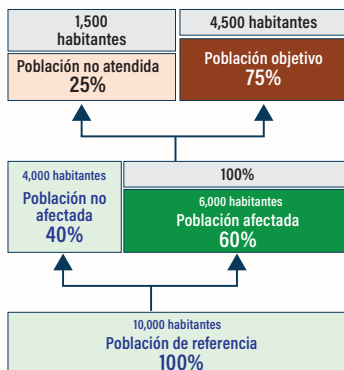 1,500
habitantes
Población no atendida
25%
4,500 habitantes
Población objetivo
75%
4,000 habitantes
Población no
afectada
40%
100%
6,000 habitantes
Población afectada
60%
10,000 habitantes
Población de referencia
100%